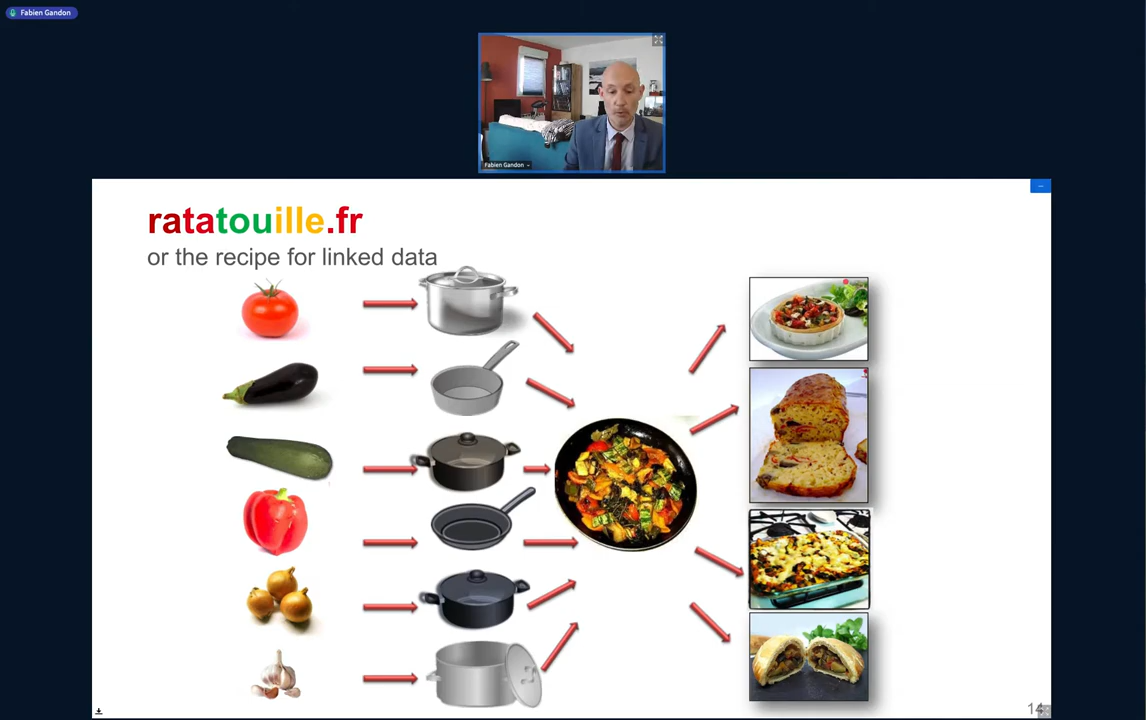 Fabien Gandon
Fabien Gandon
ratatouille.fr
or the recipe for linked data
14